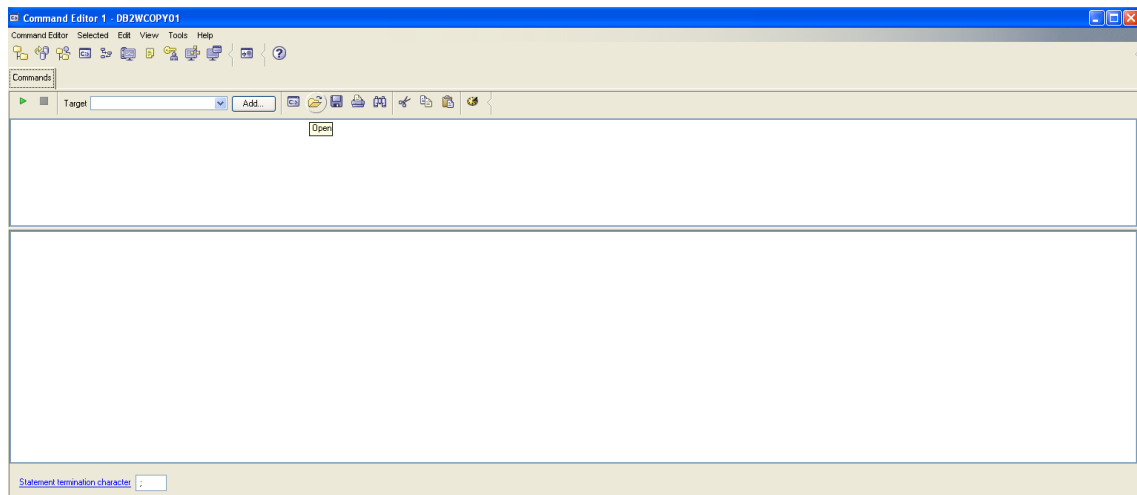 Command Editor 1 - DB2WCOPY01
Command Editor Selected Edit View Tools Help
Commands
Target Add...
Open
Statement termination character ;